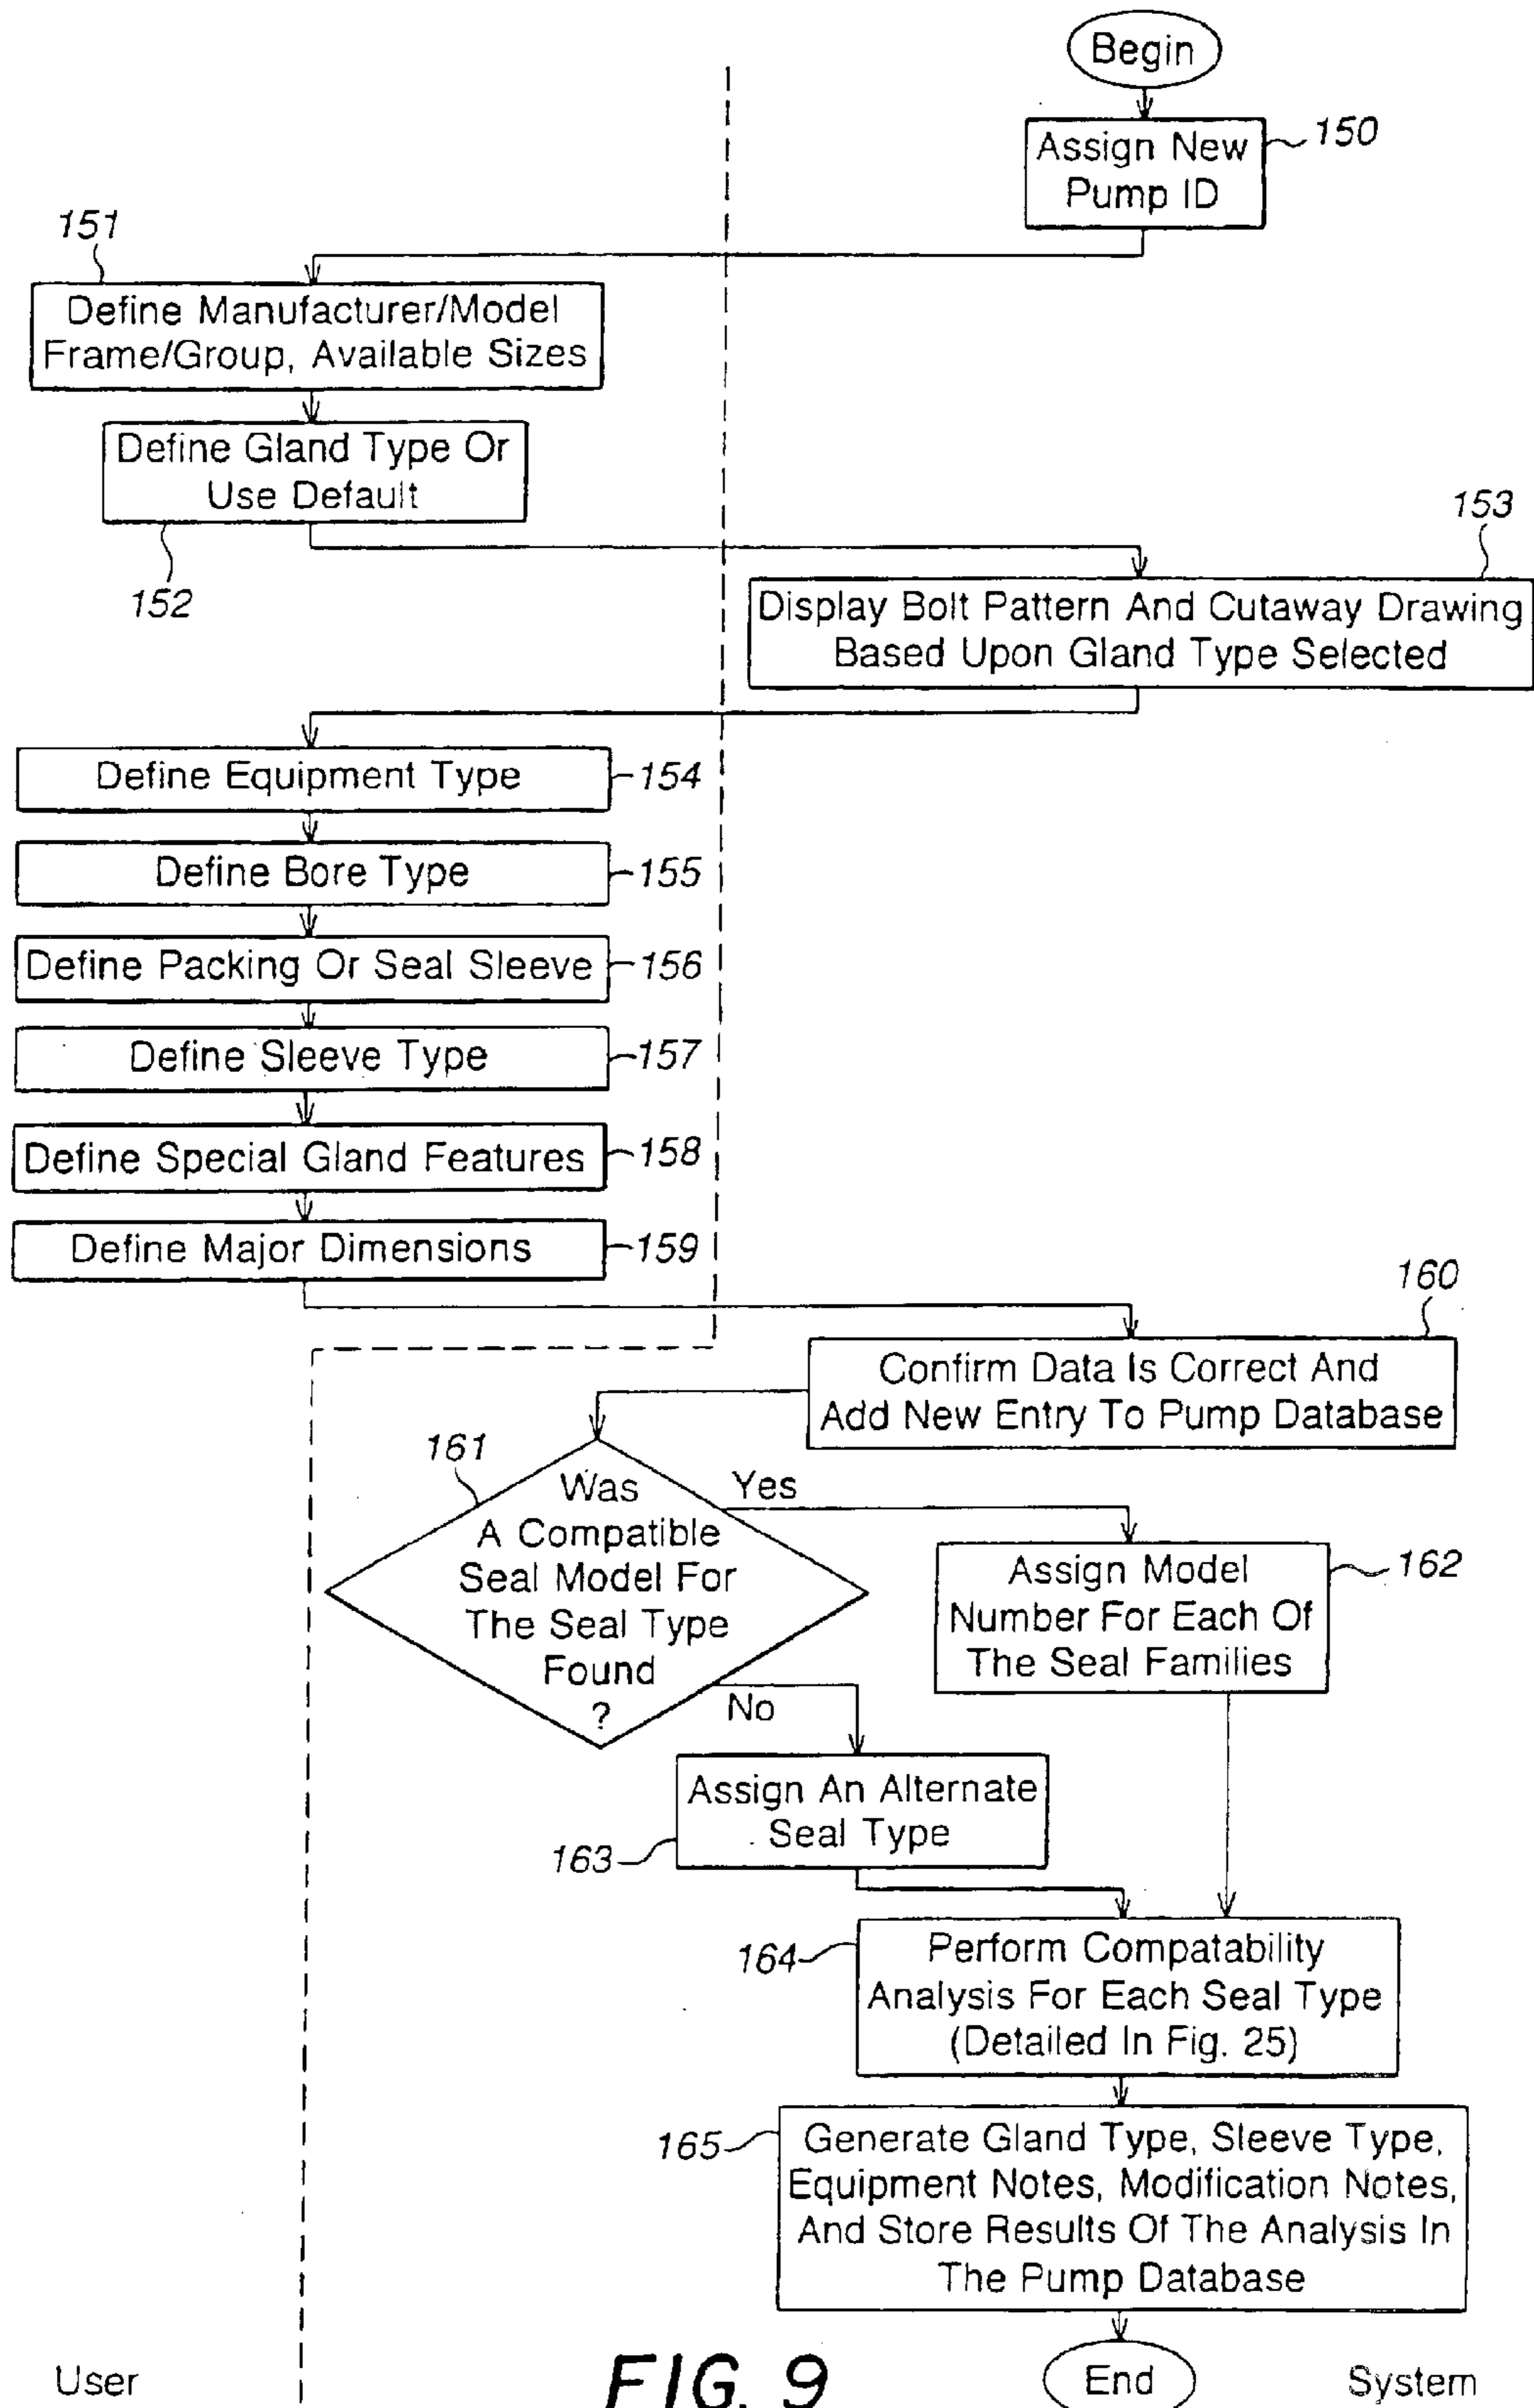 Begin
Assign New
Pump ID
150
151
Define Manufacturer/Model
Frame/Group, Available Sizes
Define Gland Type Or
Use Default
152
153
Display Bolt Pattern And Cutaway Drawing
Based Upon Gland Type Selected
Define Equipment Type
154
Define Bore Type
155
Define Packing Or Seal Sleeve
156
Define Sleeve Type
157
Define Special Gland Features
158
Define Major Dimensions
159
160
Confirm Data Is Correct And
Add New Entry To Pump Database
161
Was
A Compatible
Seal Model For
The Seal Type
Found
?
Yes
Assign Model
Number For Each Of
The Seal Families
162
No
Assign An Alternate
Seal Type
163
164
Perform Compatability
Analysis For Each Seal Type
(Detailed In Fig. 25)
165
Generate Gland Type, Sleeve Type,
Equipment Notes, Modification Notes,
And Store Results Of The Analysis In
The Pump Database
User
FIG. 9
End
System